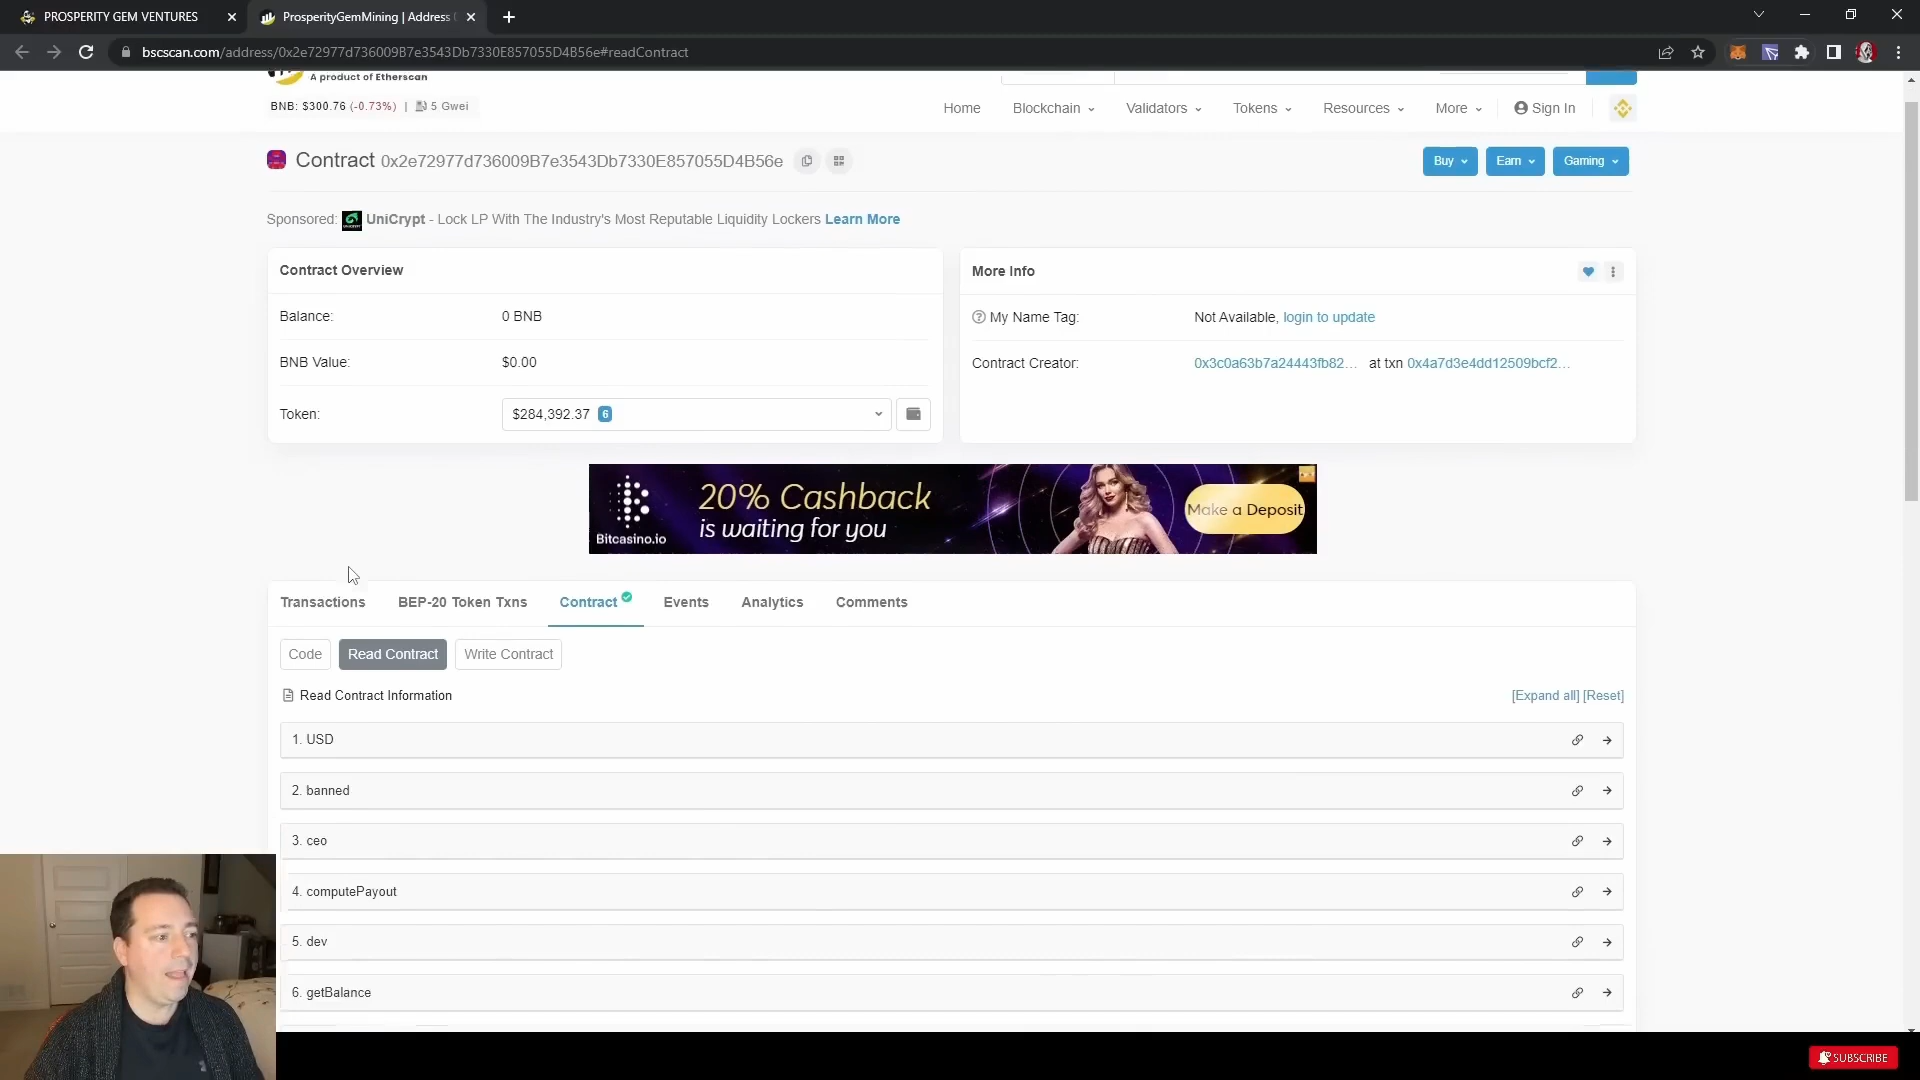 PROSPERITY GEM VENTURES
ProsperityGemMining | Address
bscscan.com/address/0x2e72977d736009B7e3543Db7330E857055D4B56e#readContract
A product of Etherscan
BNB: $300.76 (-0.73%) | 5 Gwei
Home Blockchain Validators Tokens Resources More Sign In
Contract 0x2e72977d736009B7e3543Db7330E857055D4B56e
Buy Earn Gaming
Sponsored: UniCrypt - Lock LP With The Industry's Most Reputable Liquidity Lockers Learn More
Contract Overview
Balance: 0 BNB
BNB Value: $0.00
Token: $284,392.37 6
More Info
My Name Tag: Not Available, login to update
Contract Creator: 0x3c0a63b7a24443fb82... at txn 0x4a7d3e4dd12509bcf2...
Bitcasino.io
20% Cashback
is waiting for you
Make a Deposit
Transactions BEP-20 Token Txns Contract Events Analytics Comments
Code Read Contract Write Contract
Read Contract Information
[Expand all] [Reset]
1. USD
2. banned
3. ceo
4. computePayout
5. dev
6. getBalance
SUBSCRIBE